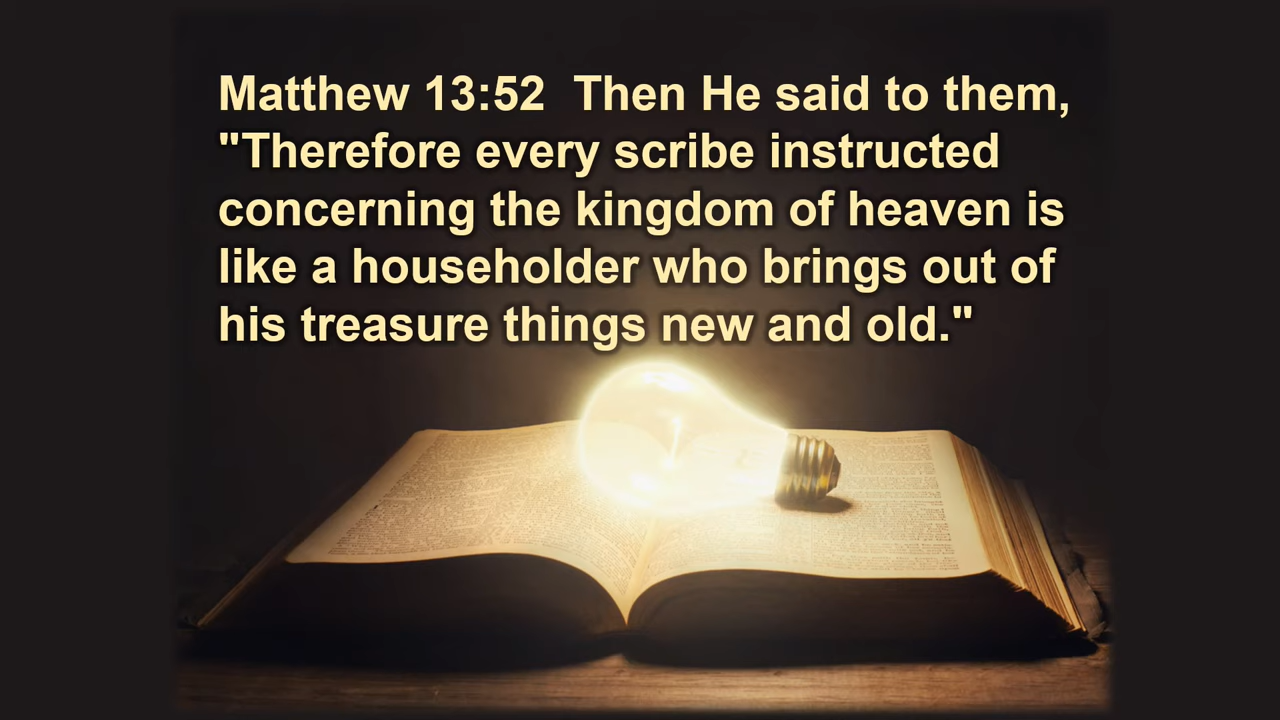 Matthew 13:52  Then He said to them,
"Therefore every scribe instructed
concerning the kingdom of heaven is
like a householder who brings out of
his treasure things new and old."